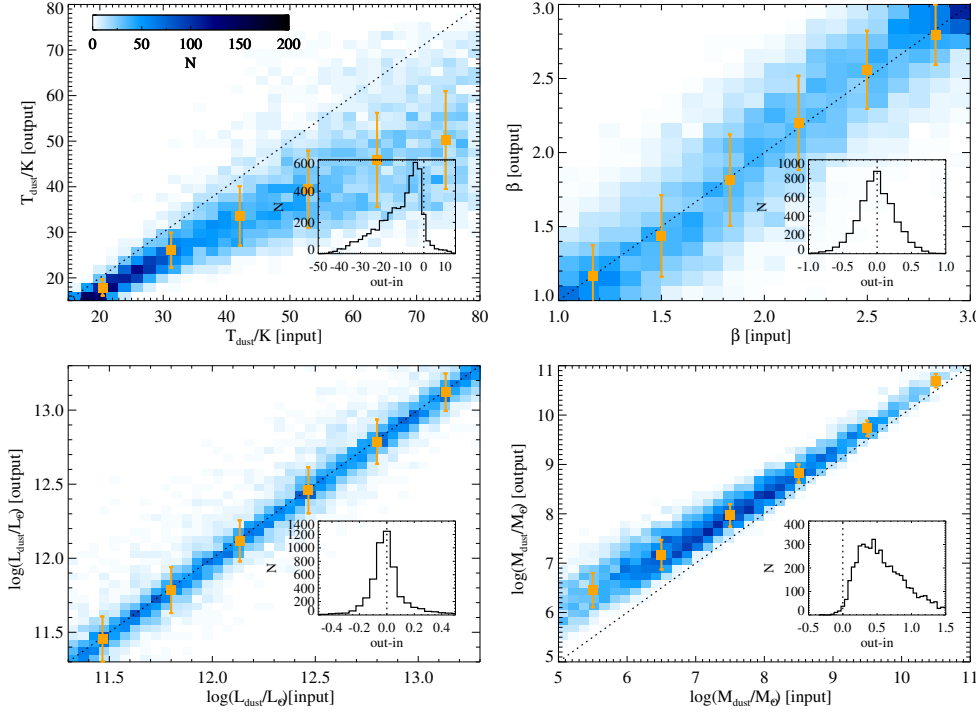 80
70
60
50
40
30
20
T_dust/K [output]
0 50 100 150 200
N
600
400
200
0
N
-50 -40 -30 -20 -10 0 10
out-in
20 30 40 50 60 70 80
T_dust/K [input]
3.0
2.5
2.0
1.5
1.0
β [output]
1000
800
600
400
200
0
N
-1.0 -0.5 0.0 0.5 1.0
out-in
1.0 1.5 2.0 2.5 3.0
β [input]
13.0
12.5
12.0
11.5
log(L_dust/L_⊙) [output]
1400
1200
1000
800
600
400
200
0
N
-0.4 -0.2 0.0 0.2 0.4
out-in
11.5 12.0 12.5 13.0
log(L_dust/L_⊙)[input]
11
10
9
8
7
6
5
log(M_dust/M_⊙) [output]
400
300
200
100
0
N
-0.5 0.0 0.5 1.0 1.5
out-in
5 6 7 8 9 10 11
log(M_dust/M_⊙) [input]